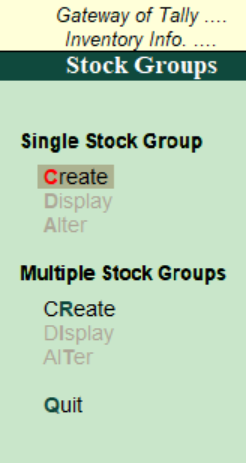 Gateway of Tally ....
Inventory Info. ....
Stock Groups
Single Stock Group
Create
Display
Alter
Multiple Stock Groups
CReate
DIsplay
AlTer
Quit